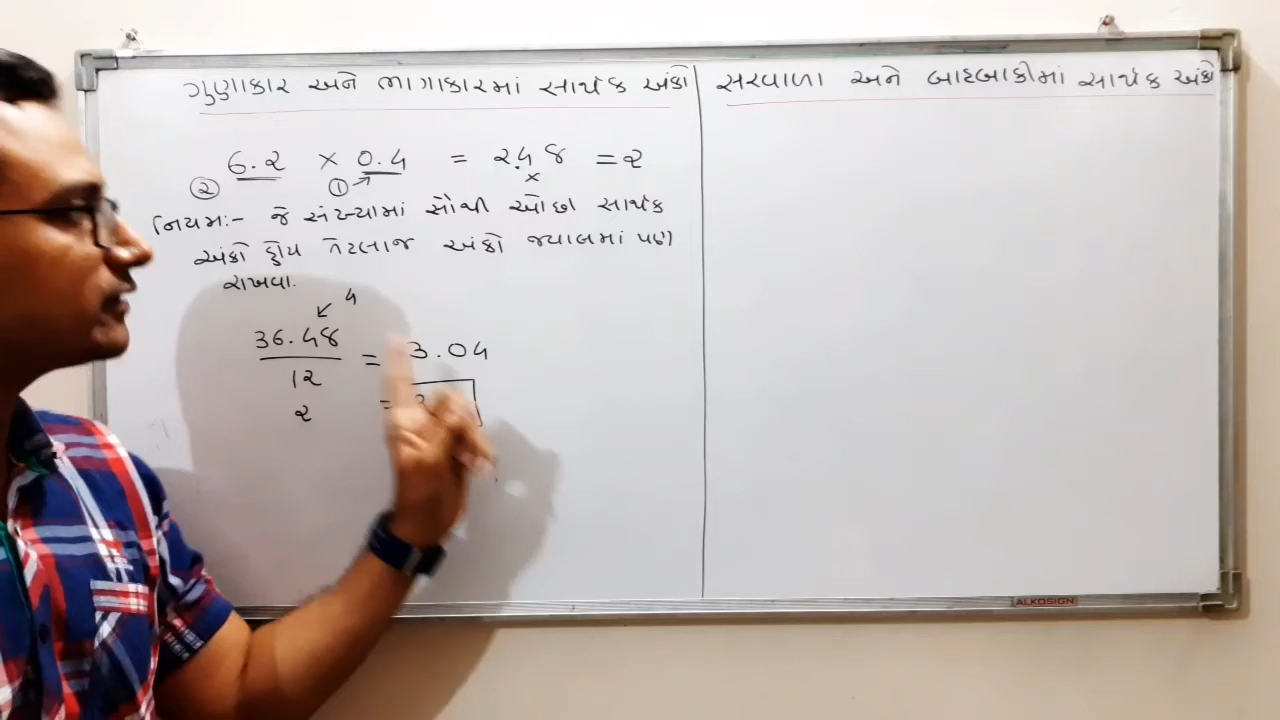 ગુણાકાર અને ભાગાકારમાં સાર્થક અંકો
6.2 × 0.4 = 2.48 = 2
② ① ×
નિયમ:- જે સંખ્યામાં સૌથી ઓછા સાર્થક
અંકો હોય તેટલાજ અંકો જવાબમાં પણ
રાખવા.
4
36.48
= 3.04
12
2 =
સરવાળા અને બાદબાકીમાં સાર્થક અંકો
ALKOSIGN